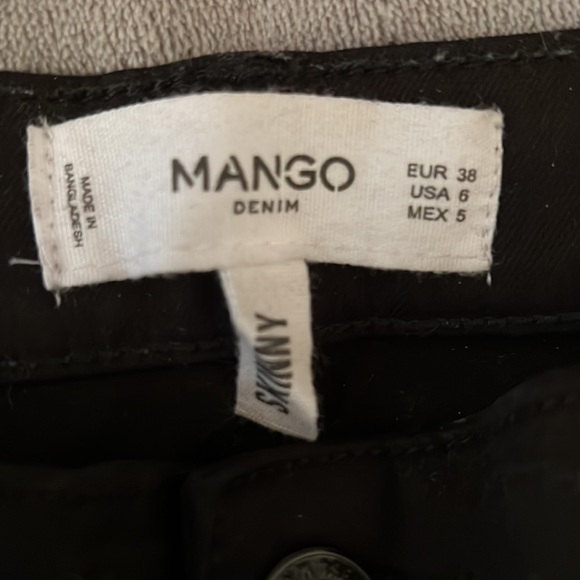 MADE IN
BANGLADESH
MANGO
DENIM
EUR 38
USA 6
MEX 5
SKINNY